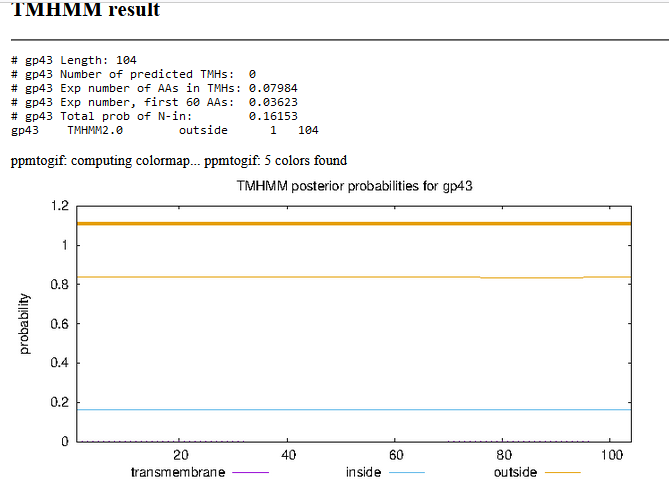 TMHMM result
# gp43 Length: 104
# gp43 Number of predicted TMHs:  0
# gp43 Exp number of AAs in TMHs: 0.07984
# gp43 Exp number, first 60 AAs:  0.03623
# gp43 Total prob of N-in:        0.16153
gp43    TMHMM2.0        outside      1   104
ppmtogif: computing colormap... ppmtogif: 5 colors found
TMHMM posterior probabilities for gp43
1.2
1
0.8
0.6
0.4
0.2
0
probability
20 40 60 80 100
transmembrane inside outside